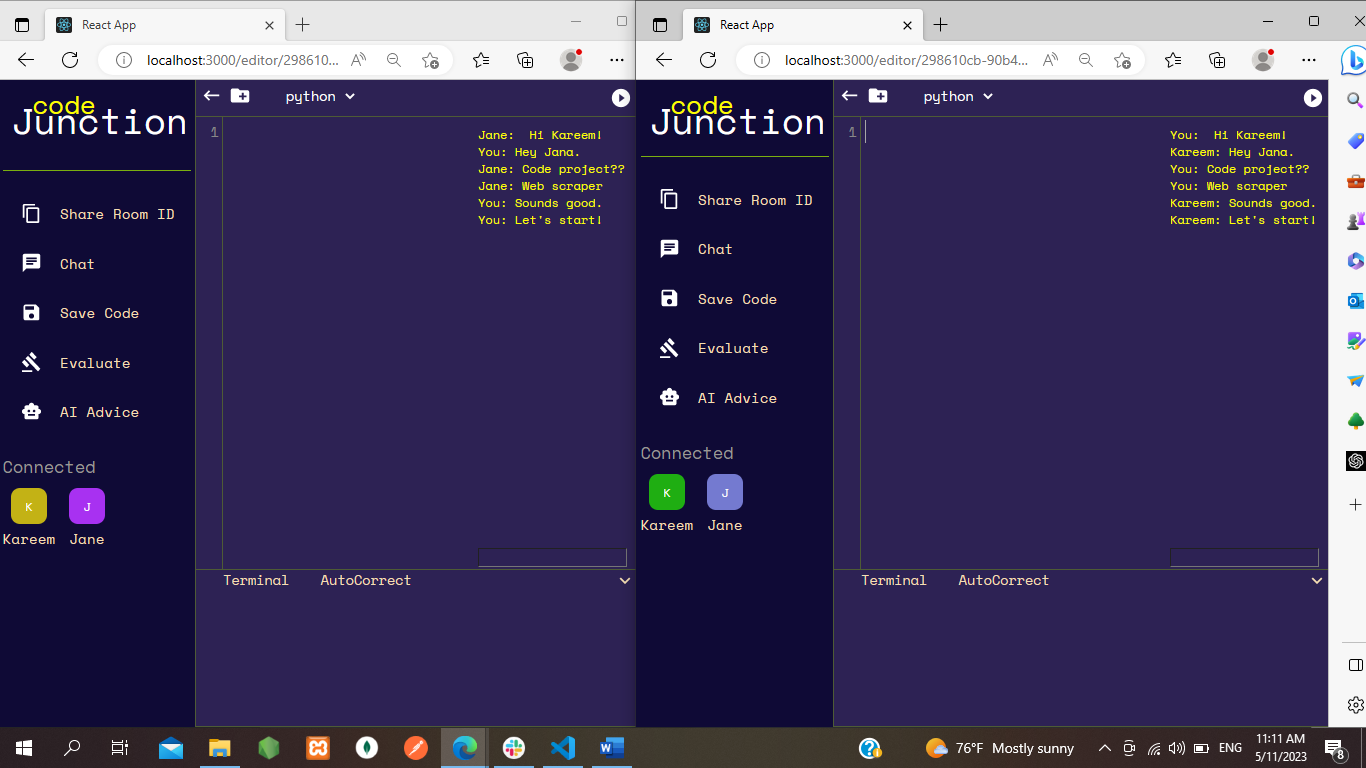 React App
localhost:3000/editor/298610...
code
Junction
python
1
Jane:  Hi Kareem!
You: Hey Jana.
Jane: Code project??
Jane: Web scraper
You: Sounds good.
You: Let's start!
Share Room ID
Chat
Save Code
Evaluate
AI Advice
Connected
K
J
Kareem
Jane
Terminal
AutoCorrect
React App
localhost:3000/editor/298610cb-90b4...
code
Junction
python
1
You:  Hi Kareem!
Kareem: Hey Jana.
You: Code project??
You: Web scraper
Kareem: Sounds good.
Kareem: Let's start!
Share Room ID
Chat
Save Code
Evaluate
AI Advice
Connected
K
J
Kareem
Jane
Terminal
AutoCorrect
76°F Mostly sunny
ENG
11:11 AM
5/11/2023
8